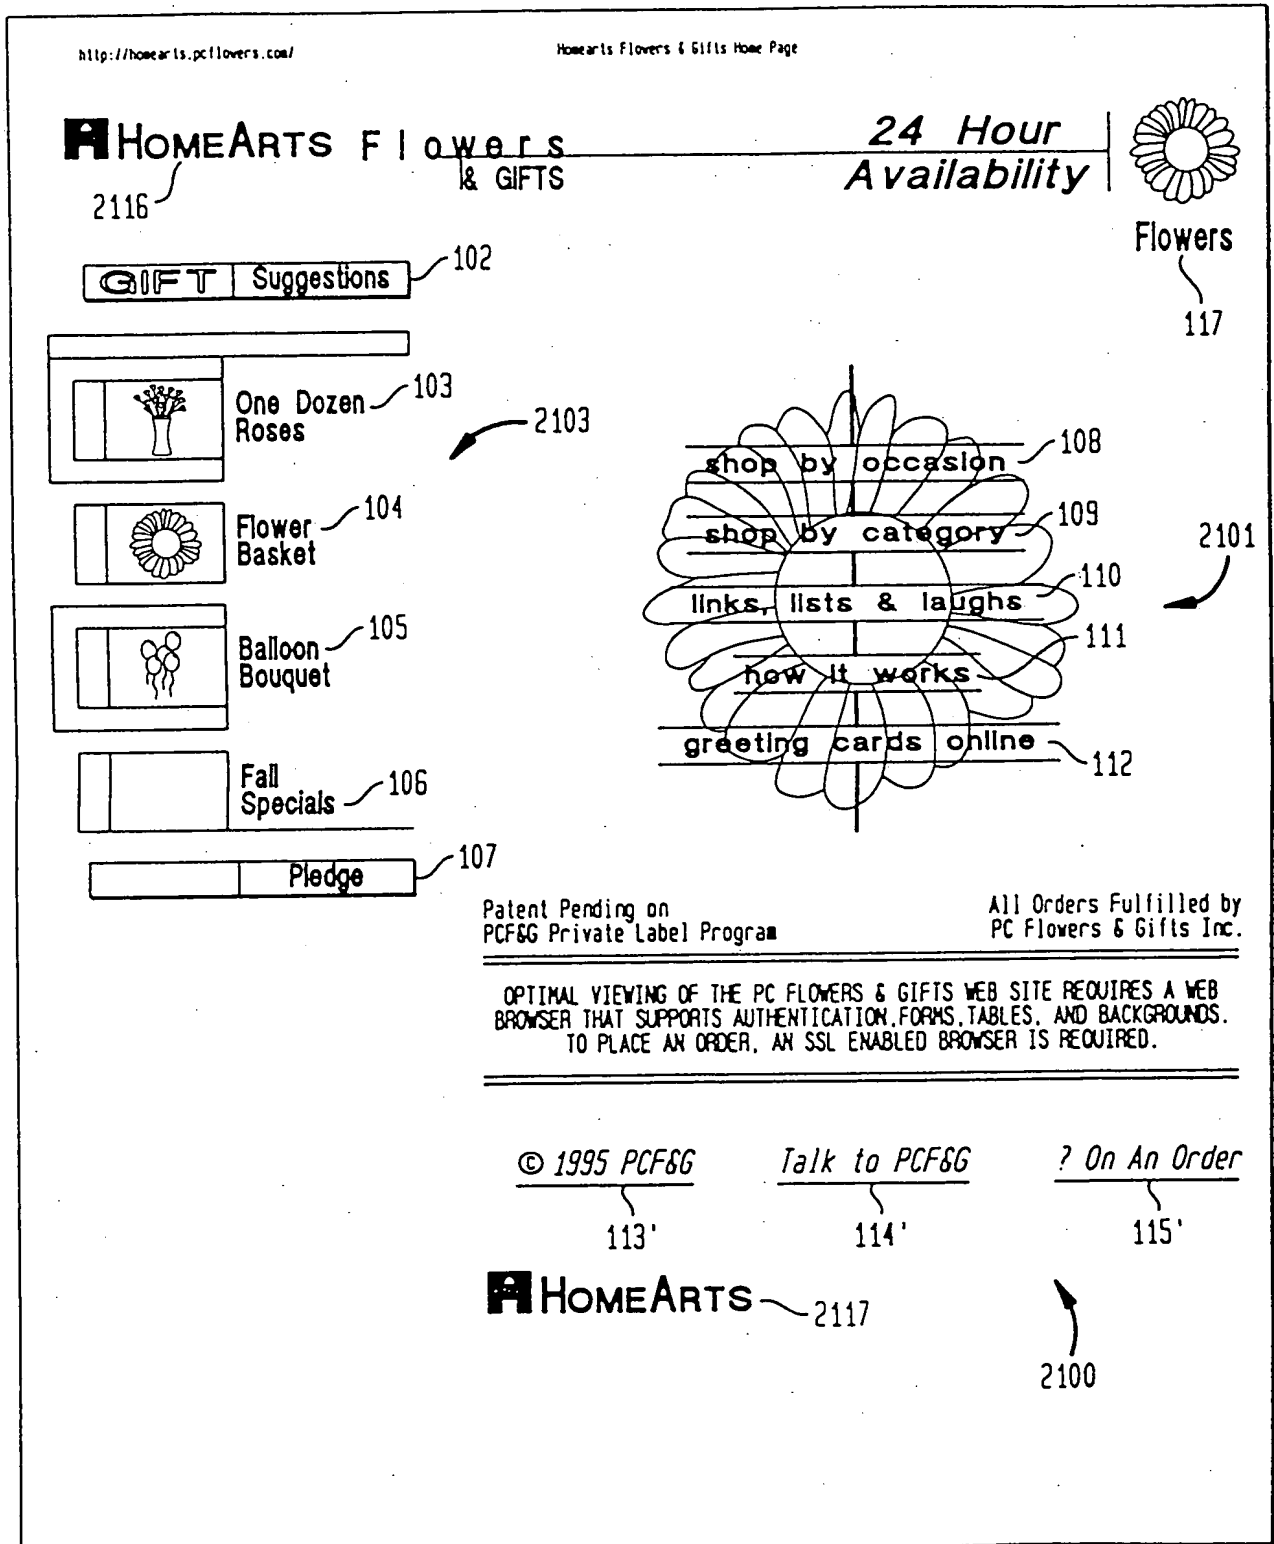 http://homearts.pcflowers.com/
Homearts Flowers & Gifts Home Page
HOMEARTS Flowers
& GIFTS
24 Hour
Availability
2116
Flowers
117
GIFT Suggestions
102
One Dozen
Roses
103
2103
Flower
Basket
104
Balloon
Bouquet
105
Fall
Specials
106
Pledge
107
shop by occasion
108
shop by category
109
2101
links, lists & laughs
110
how it works
111
greeting cards online
112
Patent Pending on
PCF&G Private Label Program
All Orders Fulfilled by
PC Flowers & Gifts Inc.
OPTIMAL VIEWING OF THE PC FLOWERS & GIFTS WEB SITE REQUIRES A WEB
BROWSER THAT SUPPORTS AUTHENTICATION, FORMS, TABLES, AND BACKGROUNDS.
TO PLACE AN ORDER, AN SSL ENABLED BROWSER IS REQUIRED.
© 1995 PCF&G
Talk to PCF&G
? On An Order
113'
114'
115'
HOMEARTS
2117
2100